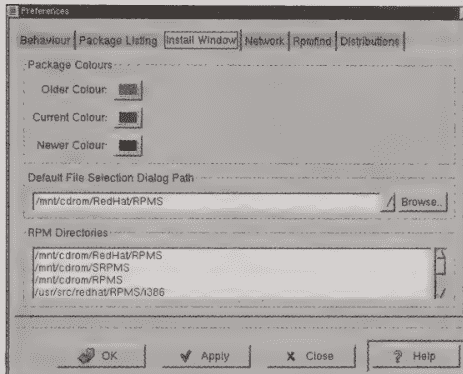 Preferences
Behaviour Package Listing Install Window Network Rpmfind Distributions
Package Colours
Older Colour:
Current Colour:
Newer Colour:
Default File Selection Dialog Path
/mnt/cdrom/RedHat/RPMS Browse..
RPM Directories
/mnt/cdrom/RedHat/RPMS
/mnt/cdrom/SRPMS
/mnt/cdrom/RPMS
/usr/src/redhat/RPMS/i386
OK Apply Close Help